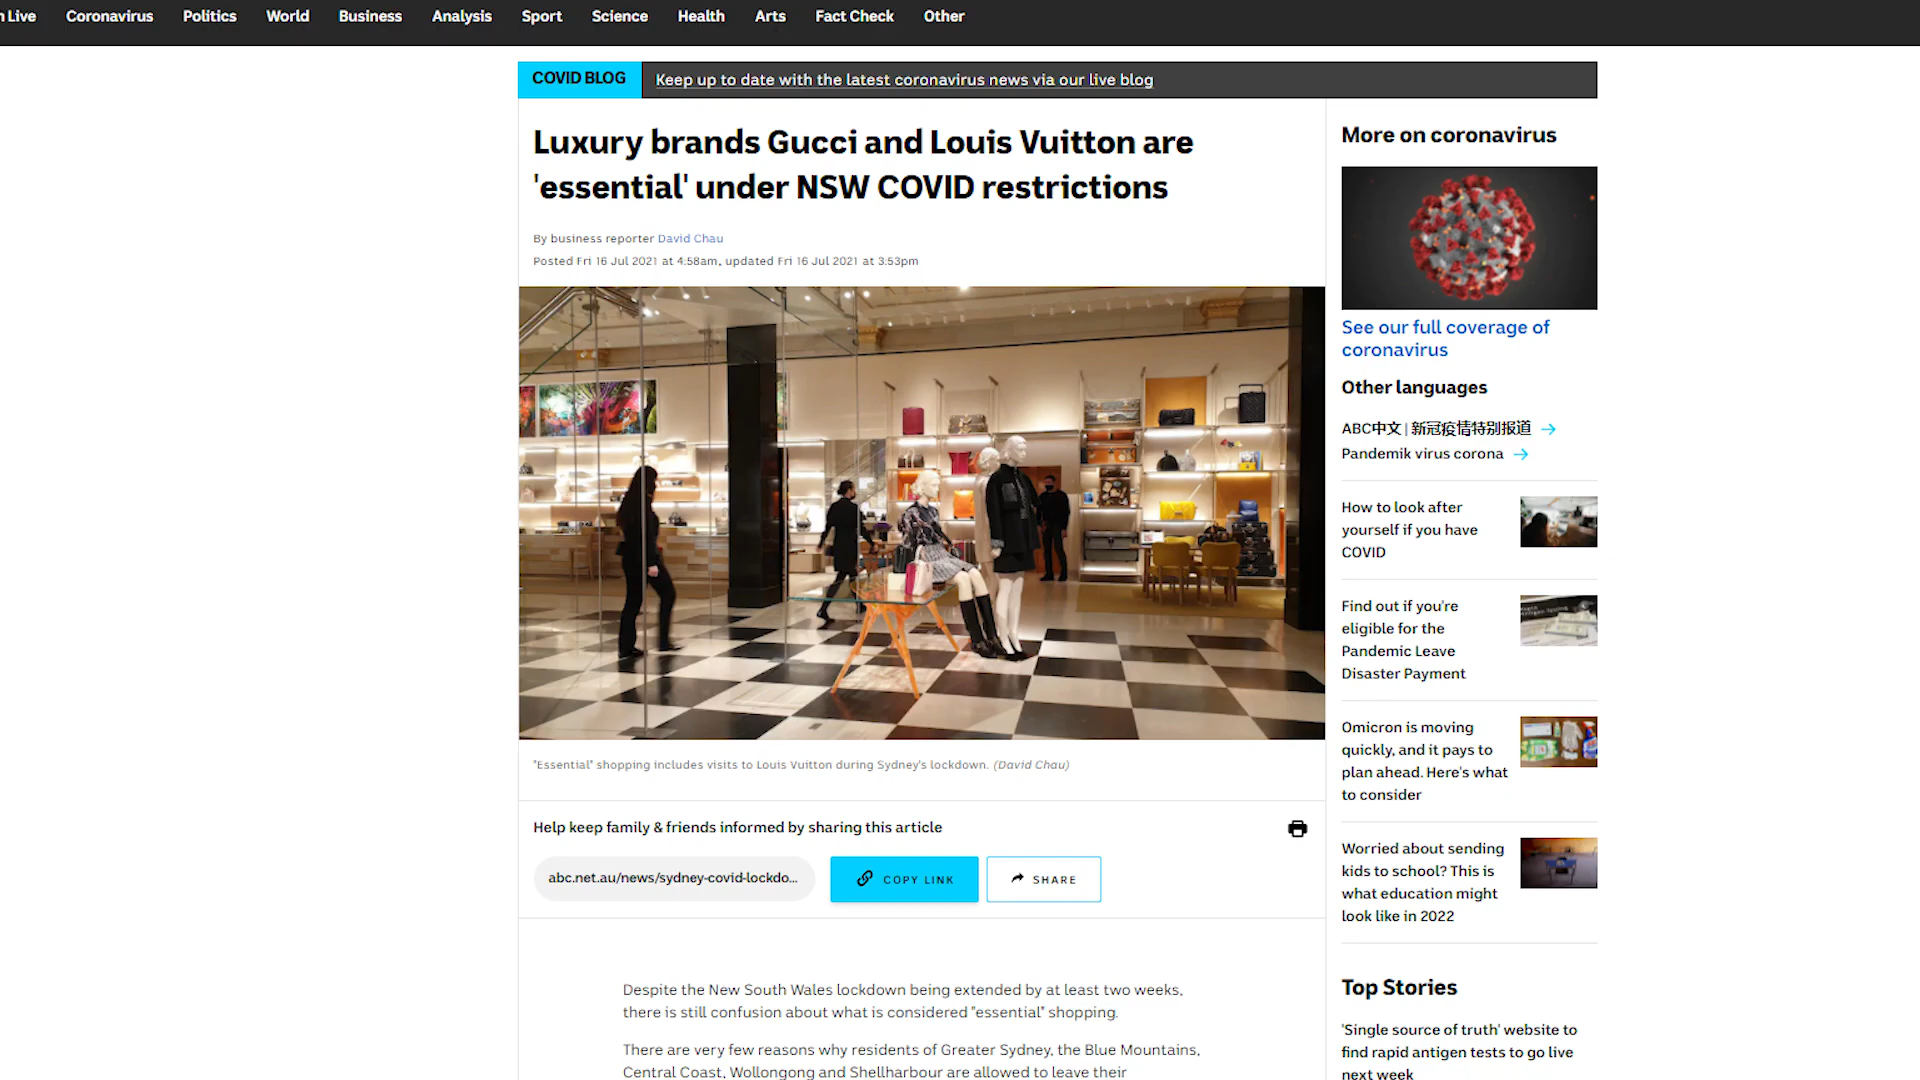 Live
Coronavirus
Politics
World
Business
Analysis
Sport
Science
Health
Arts
Fact Check
Other
COVID BLOG
Keep up to date with the latest coronavirus news via our live blog
Luxury brands Gucci and Louis Vuitton are
'essential' under NSW COVID restrictions
By business reporter David Chau
Posted Fri 16 Jul 2021 at 4:58am, updated Fri 16 Jul 2021 at 3:53pm
"Essential" shopping includes visits to Louis Vuitton during Sydney's lockdown. (David Chau)
Help keep family & friends informed by sharing this article
abc.net.au/news/sydney-covid-lockdo...
COPY LINK
SHARE
Despite the New South Wales lockdown being extended by at least two weeks,
there is still confusion about what is considered "essential" shopping.
There are very few reasons why residents of Greater Sydney, the Blue Mountains,
Central Coast, Wollongong and Shellharbour are allowed to leave their
More on coronavirus
See our full coverage of
coronavirus
Other languages
ABC中文 | 新冠疫情特别报道
Pandemik virus corona
How to look after
yourself if you have
COVID
Find out if you're
eligible for the
Pandemic Leave
Disaster Payment
Omicron is moving
quickly, and it pays to
plan ahead. Here's what
to consider
Worried about sending
kids to school? This is
what education might
look like in 2022
Top Stories
'Single source of truth' website to
find rapid antigen tests to go live
next week